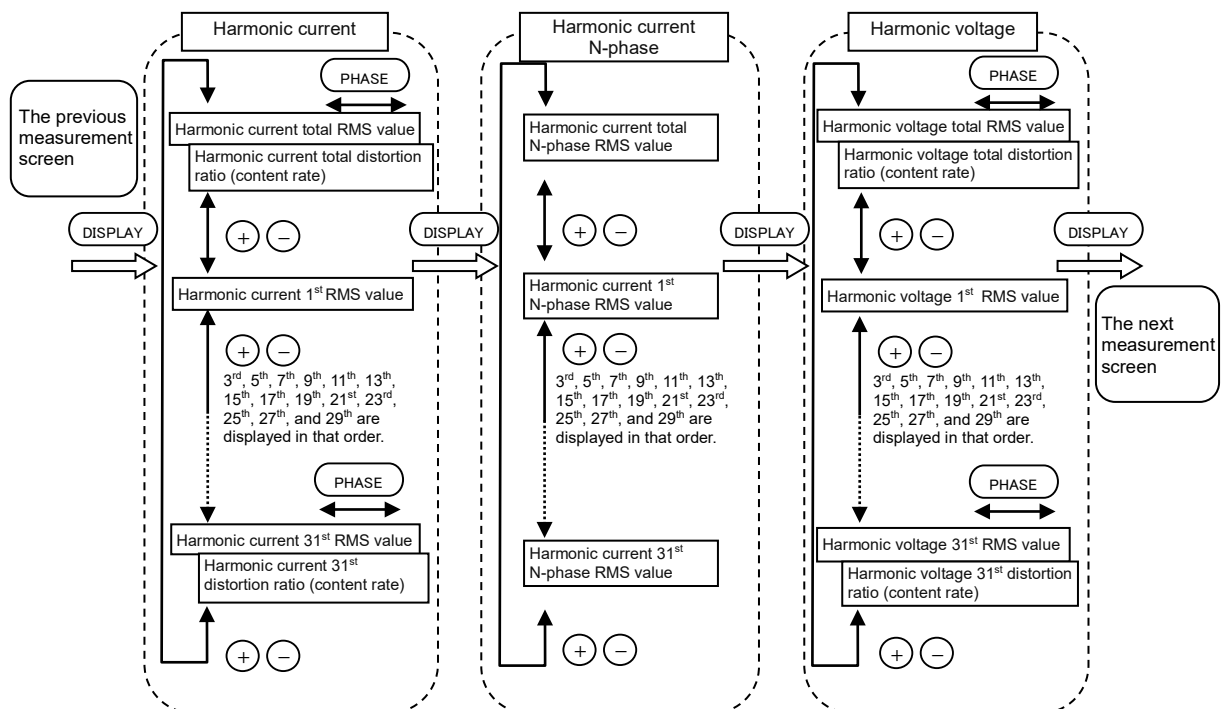 The previous
measurement
screen
DISPLAY
Harmonic current
PHASE
Harmonic current total RMS value
Harmonic current total distortion
ratio (content rate)
+ −
Harmonic current 1st RMS value
+ −
3rd, 5th, 7th, 9th, 11th, 13th,
15th, 17th, 19th, 21st, 23rd,
25th, 27th, and 29th are
displayed in that order.
PHASE
Harmonic current 31st RMS value
Harmonic current 31st
distortion ratio (content rate)
+ −
DISPLAY
Harmonic current
N-phase
Harmonic current total
N-phase RMS value
+ −
Harmonic current 1st
N-phase RMS value
+ −
3rd, 5th, 7th, 9th, 11th, 13th,
15th, 17th, 19th, 21st, 23rd,
25th, 27th, and 29th are
displayed in that order.
Harmonic current 31st
N-phase RMS value
+ −
DISPLAY
Harmonic voltage
PHASE
Harmonic voltage total RMS value
Harmonic voltage total distortion
ratio (content rate)
+ −
Harmonic voltage 1st RMS value
+ −
3rd, 5th, 7th, 9th, 11th, 13th,
15th, 17th, 19th, 21st, 23rd,
25th, 27th, and 29th are
displayed in that order.
PHASE
Harmonic voltage 31st RMS value
Harmonic voltage 31st distortion
ratio (content rate)
+ −
DISPLAY
The next
measurement
screen